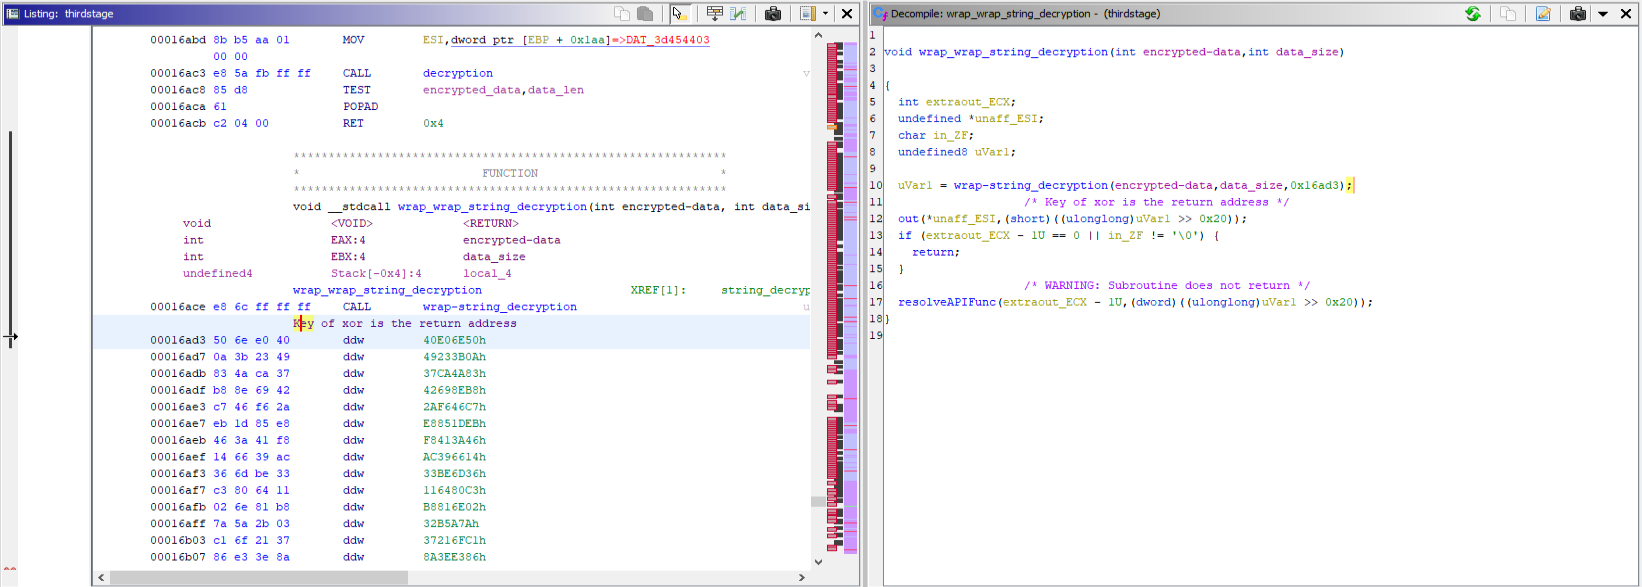 Listing: thirdstage
00016abd 8b b5 aa 01 MOV ESI,dword ptr [EBP + 0x1aa]=>DAT_3d454403
00 00
00016ac3 e8 5a fb ff ff CALL decryption
00016ac8 85 d8 TEST encrypted_data,data_len
00016aca 61 POPAD
00016acb c2 04 00 RET 0x4
**************************************************************
* FUNCTION *
**************************************************************
void __stdcall wrap_wrap_string_decryption(int encrypted-data, int data_si
void <VOID> <RETURN>
int EAX:4 encrypted-data
int EBX:4 data_size
undefined4 Stack[-0x4]:4 local_4
wrap_wrap_string_decryption XREF[1]: string_decryp
00016ace e8 6c ff ff ff CALL wrap-string_decryption u
Key of xor is the return address
00016ad3 50 6e e0 40 ddw 40E06E50h
00016ad7 0a 3b 23 49 ddw 49233B0Ah
00016adb 83 4a ca 37 ddw 37CA4A83h
00016adf b8 8e 69 42 ddw 42698EB8h
00016ae3 c7 46 f6 2a ddw 2AF646C7h
00016ae7 eb 1d 85 e8 ddw E8851DEBh
00016aeb 46 3a 41 f8 ddw F8413A46h
00016aef 14 66 39 ac ddw AC396614h
00016af3 36 6d be 33 ddw 33BE6D36h
00016af7 c3 80 64 11 ddw 116480C3h
00016afb 02 6e 81 b8 ddw B8816E02h
00016aff 7a 5a 2b 03 ddw 32B5A7Ah
00016b03 c1 6f 21 37 ddw 37216FC1h
00016b07 86 e3 3e 8a ddw 8A3EE386h
Decompile: wrap_wrap_string_decryption - (thirdstage)
1
2 void wrap_wrap_string_decryption(int encrypted-data,int data_size)
3
4 {
5 int extraout_ECX;
6 undefined *unaff_ESI;
7 char in_ZF;
8 undefined8 uVar1;
9
10 uVar1 = wrap-string_decryption(encrypted-data,data_size,0x16ad3);
11 /* Key of xor is the return address */
12 out(*unaff_ESI,(short)((ulonglong)uVar1 >> 0x20));
13 if (extraout_ECX - 1U == 0 || in_ZF != '\0') {
14 return;
15 }
16 /* WARNING: Subroutine does not return */
17 resolveAPIFunc(extraout_ECX - 1U,(dword)((ulonglong)uVar1 >> 0x20));
18 }
19